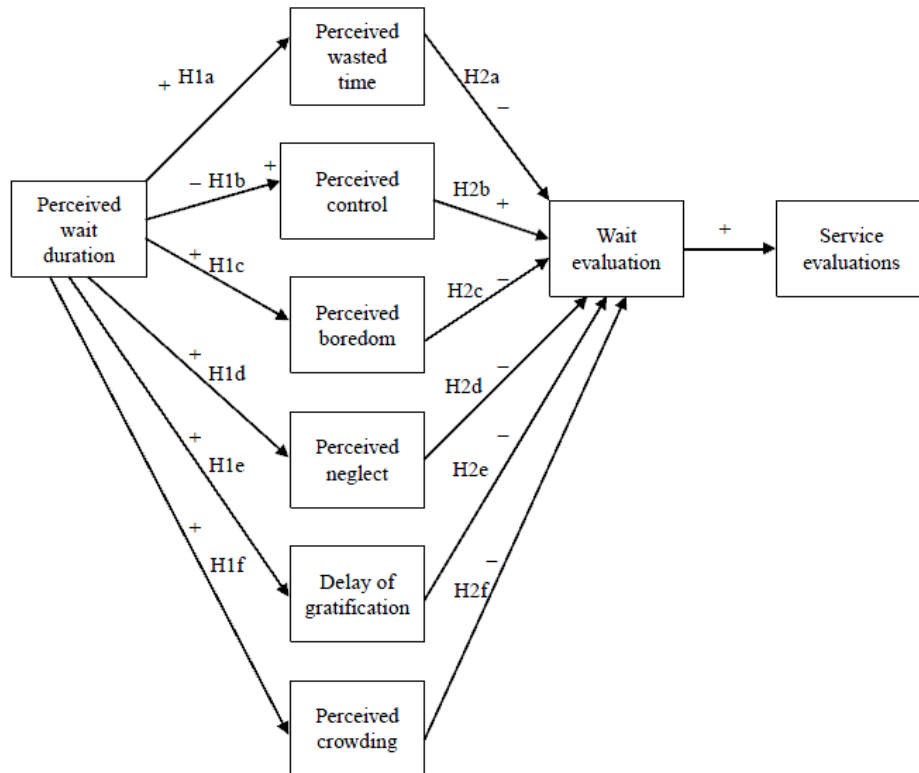 Perceived
wasted
time
+ H1a
H2a
−
− H1b +
Perceived
control
H2b
+
Perceived
wait
duration
Wait
evaluation
+
Service
evaluations
+
H1c
Perceived
boredom
−
H2c
+
H1d
Perceived
neglect
−
H2d
+
H1e
Delay of
gratification
−
H2e
+
H1f
Perceived
crowding
−
H2f